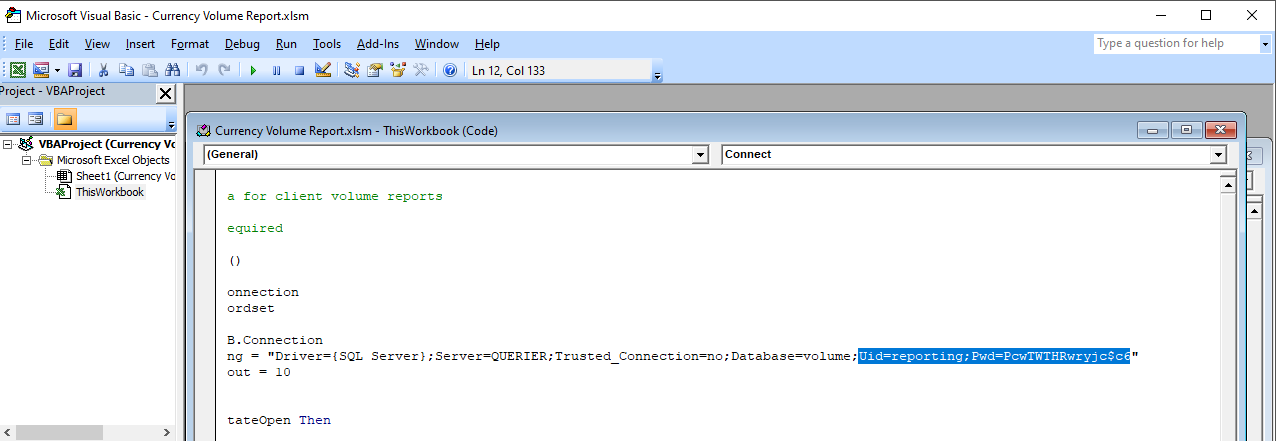 Microsoft Visual Basic - Currency Volume Report.xlsm
File Edit View Insert Format Debug Run Tools Add-Ins Window Help
Type a question for help
Ln 12, Col 133
Project - VBAProject
VBAProject (Currency Vo
Microsoft Excel Objects
Sheet1 (Currency Vo
ThisWorkbook
Currency Volume Report.xlsm - ThisWorkbook (Code)
(General)
Connect
a for client volume reports
equired
()
onnection
ordset
B.Connection
ng = "Driver={SQL Server};Server=QUERIER;Trusted_Connection=no;Database=volume;Uid=reporting;Pwd=PcwTWTHRwryjc$c6"
out = 10
tateOpen Then